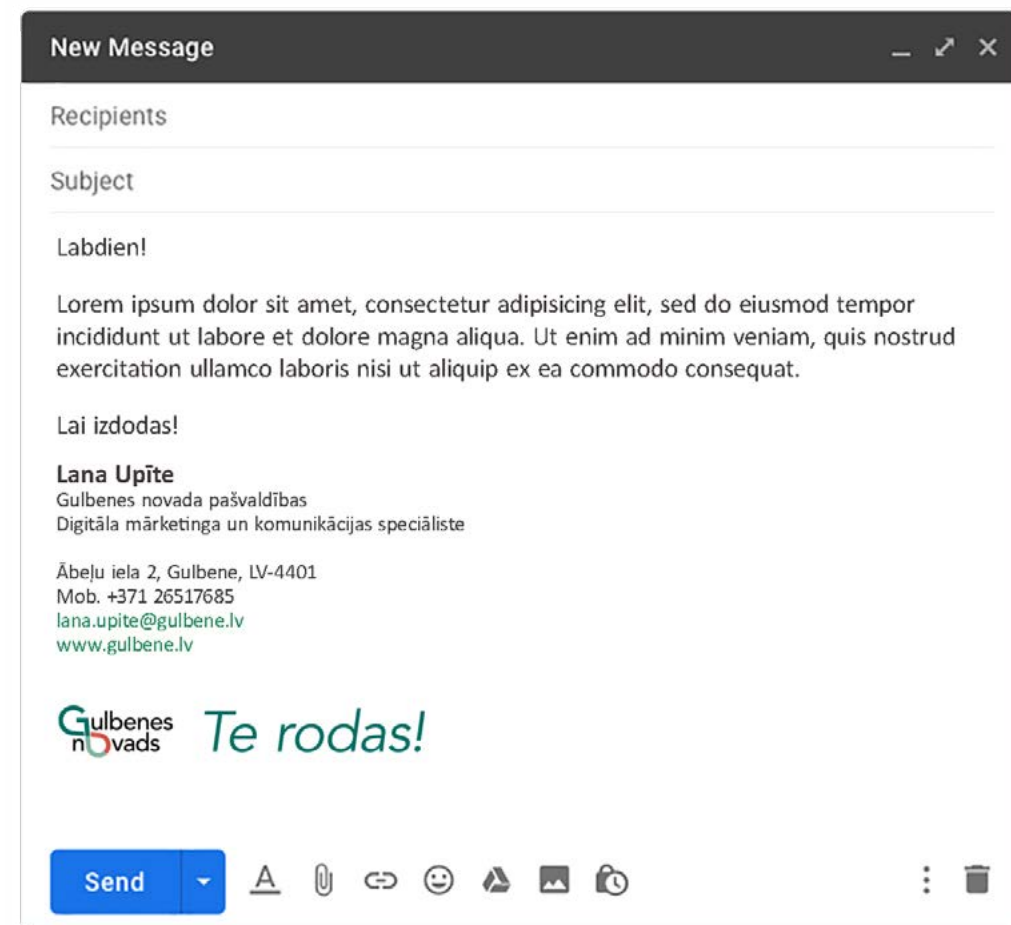 New Message
Recipients
Subject
Labdien!
Lorem ipsum dolor sit amet, consectetur adipisicing elit, sed do eiusmod tempor
incididunt ut labore et dolore magna aliqua. Ut enim ad minim veniam, quis nostrud
exercitation ullamco laboris nisi ut aliquip ex ea commodo consequat.
Lai izdodas!
Lana Upīte
Gulbenes novada pašvaldības
Digitāla mārketinga un komunikācijas speciāliste
Ābeļu iela 2, Gulbene, LV-4401
Mob. +371 26517685
lana.upite@gulbene.lv
www.gulbene.lv
Gulbenes
novads
Te rodas!
Send